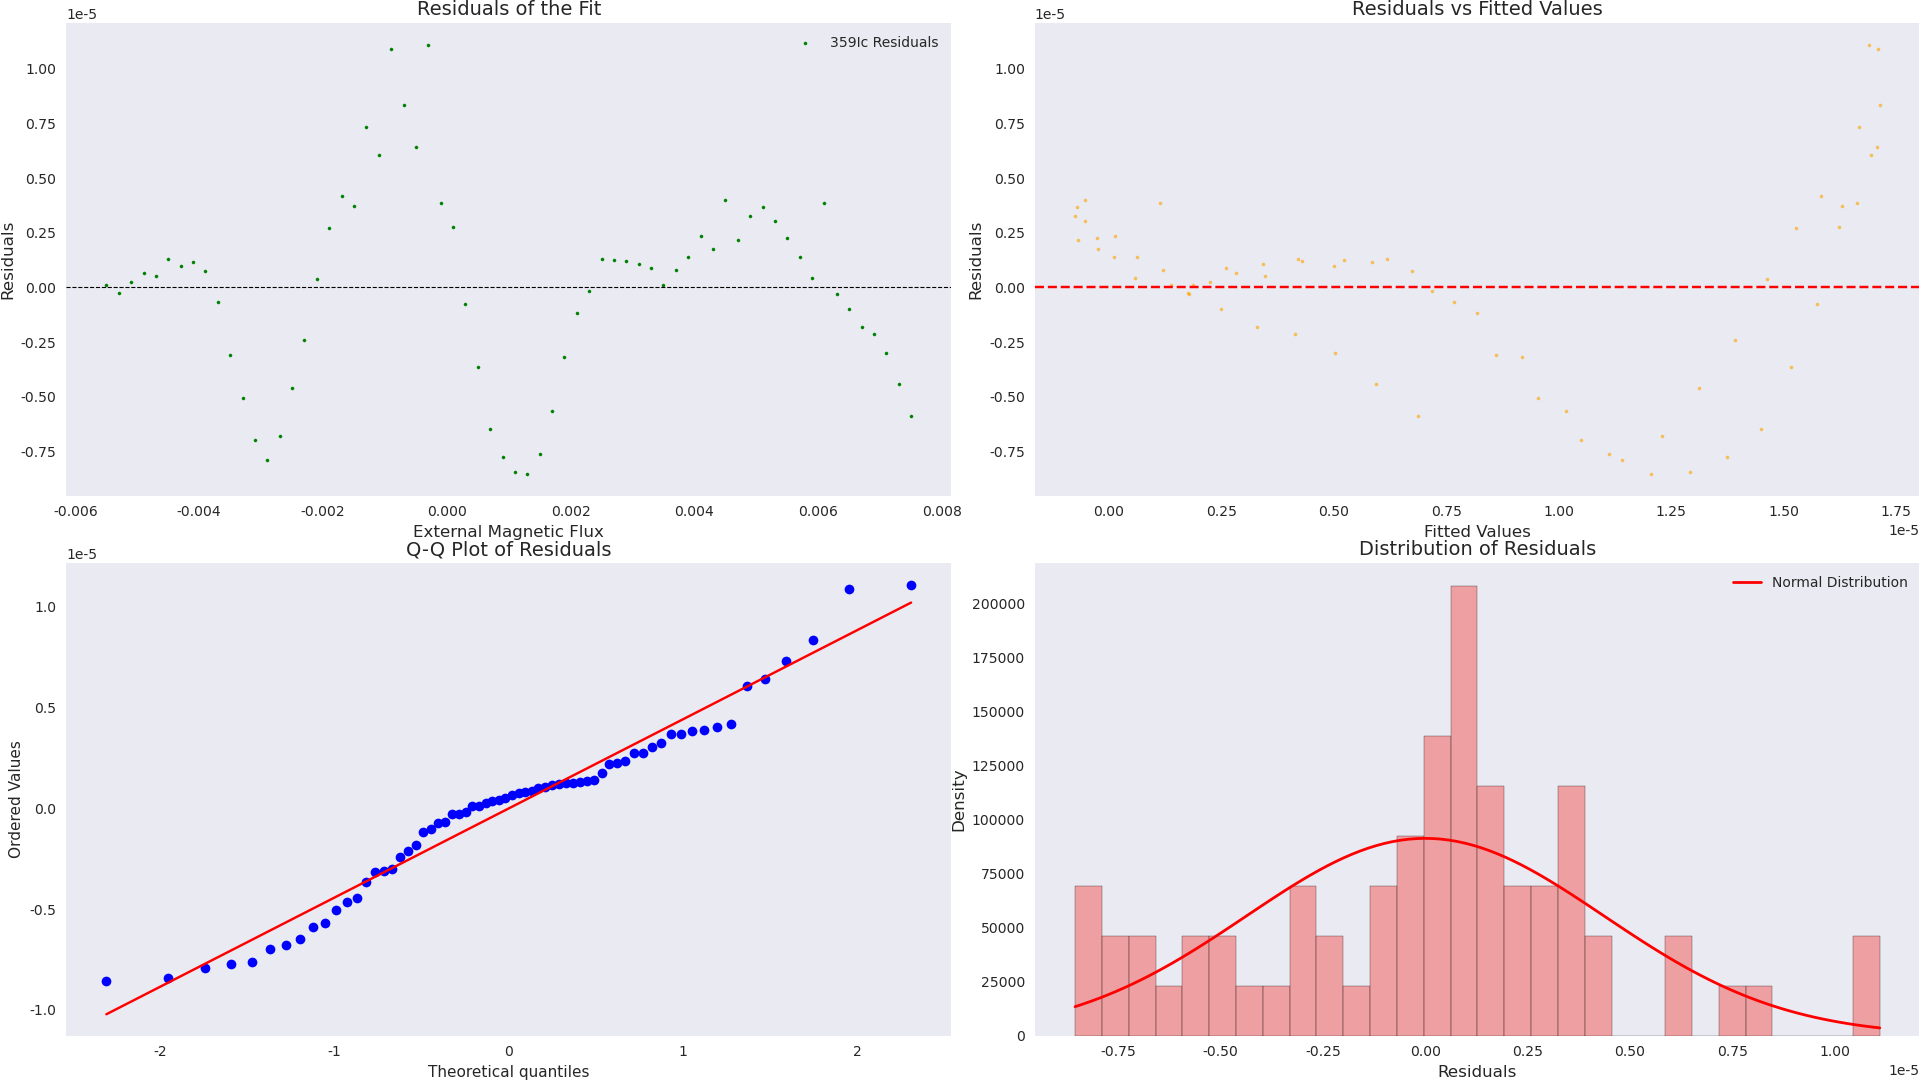 Residuals of the Fit
1e-5
359Ic Residuals
1.00
0.75
0.50
0.25
0.00
-0.25
-0.50
-0.75
Residuals
-0.006 -0.004 -0.002 0.000 0.002 0.004 0.006 0.008
External Magnetic Flux
Residuals vs Fitted Values
1e-5
1.00
0.75
0.50
0.25
0.00
-0.25
-0.50
-0.75
Residuals
0.00 0.25 0.50 0.75 1.00 1.25 1.50 1.75
1e-5
Fitted Values
Q-Q Plot of Residuals
1e-5
1.0
0.5
0.0
-0.5
-1.0
Ordered Values
-2 -1 0 1 2
Theoretical quantiles
Distribution of Residuals
Normal Distribution
200000
175000
150000
125000
100000
75000
50000
25000
0
Density
-0.75 -0.50 -0.25 0.00 0.25 0.50 0.75 1.00
1e-5
Residuals